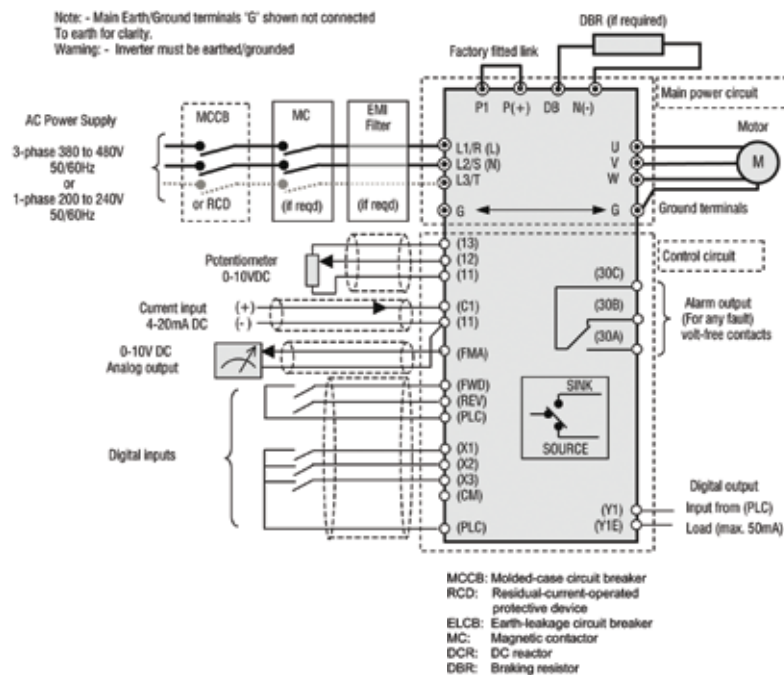 Note: - Main Earth/Ground terminals 'G' shown not connected
To earth for clarity.
Warning: - Inverter must be earthed/grounded
DBR (if required)
Factory fitted link
P1 P(+) DB N(-)
Main power circuit
AC Power Supply
3-phase 380 to 480V
50/60Hz
or
1-phase 200 to 240V
50/60Hz
MCCB
or RCD
MC
(if reqd)
EMI
Filter
(if reqd)
L1/R (L)
L2/S (N)
L3/T
G
U
V
W
G
Motor
M
Ground terminals
Control circuit
Potentiometer
0-10VDC
(13)
(12)
(11)
Current input
4-20mA DC
(+)
(-)
(C1)
(11)
0-10V DC
Analog output
(FMA)
Digital inputs
(FWD)
(REV)
(PLC)
(X1)
(X2)
(X3)
(CM)
(PLC)
(30C)
(30B)
(30A)
Alarm output
(For any fault)
volt-free contacts
SINK
SOURCE
Digital output
(Y1)
Input from (PLC)
(Y1E)
Load (max. 50mA)
MCCB: Molded-case circuit breaker
RCD: Residual-current-operated
protective device
ELCB: Earth-leakage circuit breaker
MC: Magnetic contactor
DCR: DC reactor
DBR: Braking resistor